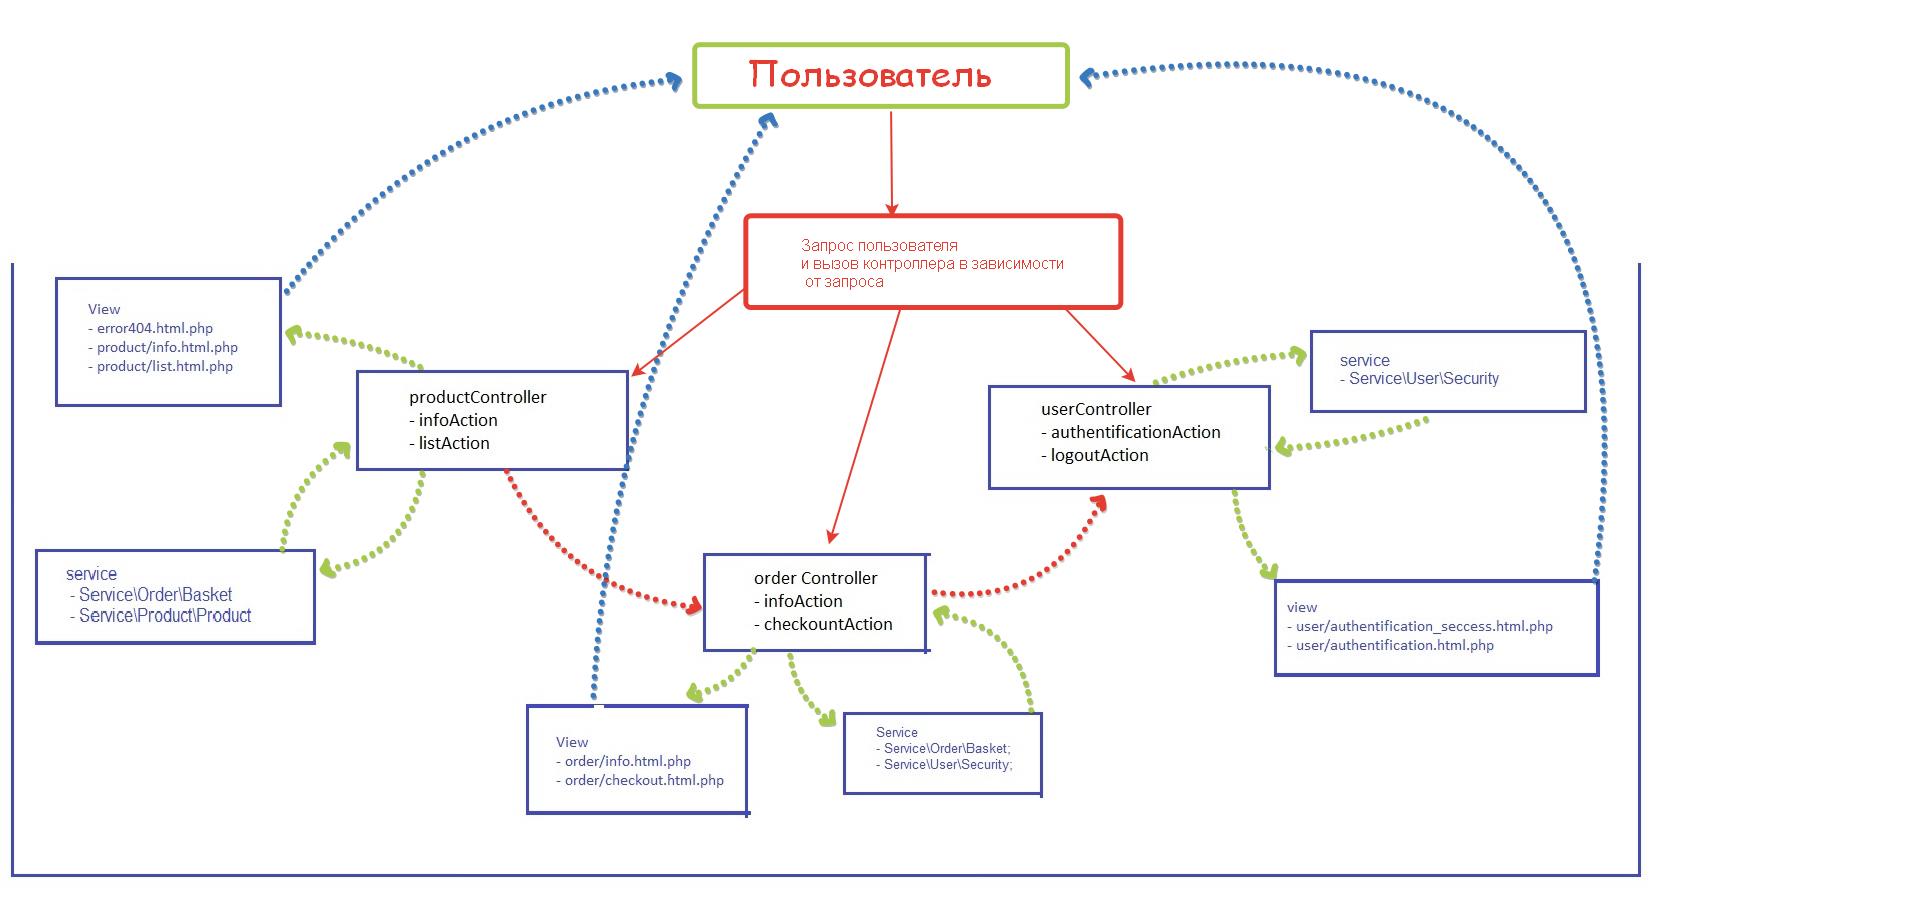 Пользователь
Запрос пользователя
и вызов контроллера в зависимости
от запроса
View
- error404.html.php
- product/info.html.php
- product/list.html.php
productController
- infoAction
- listAction
userController
- authentificationAction
- logoutAction
service
- Service\User\Security
service
- Service\Order\Basket
- Service\Product\Product
order Controller
- infoAction
- checkountAction
view
- user/authentification_seccess.html.php
- user/authentification.html.php
View
- order/info.html.php
- order/checkout.html.php
Service
- Service\Order\Basket;
- Service\User\Security;